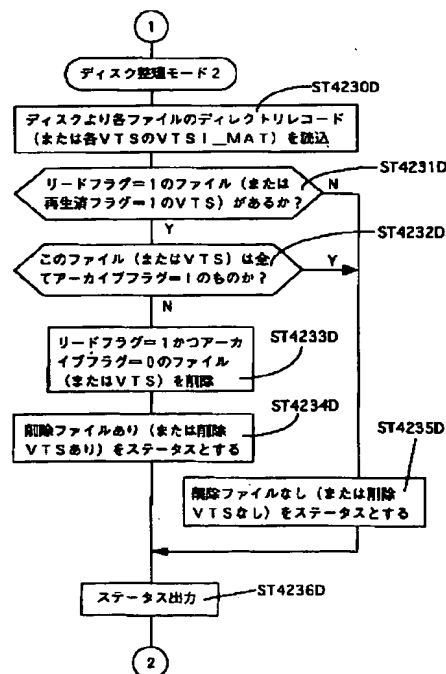 1
ディスク整理モード2
ST4230D
ディスクより各ファイルのディレクトリレコード
(または各VTSのVTSI_MAT)を読込
ST4231D
リードフラグ=1のファイル(または
再生済フラグ=1のVTS)があるか?
N
Y
ST4232D
このファイル(またはVTS)は全
てアーカイブフラグ=1のものか?
Y
N
ST4233D
リードフラグ=1かつアーカ
イブフラグ=0のファイル
(またはVTS)を削除
ST4234D
削除ファイルあり(または削除
VTSあり)をステータスとする
ST4235D
削除ファイルなし(または削除
VTSなし)をステータスとする
ステータス出力
ST4236D
2